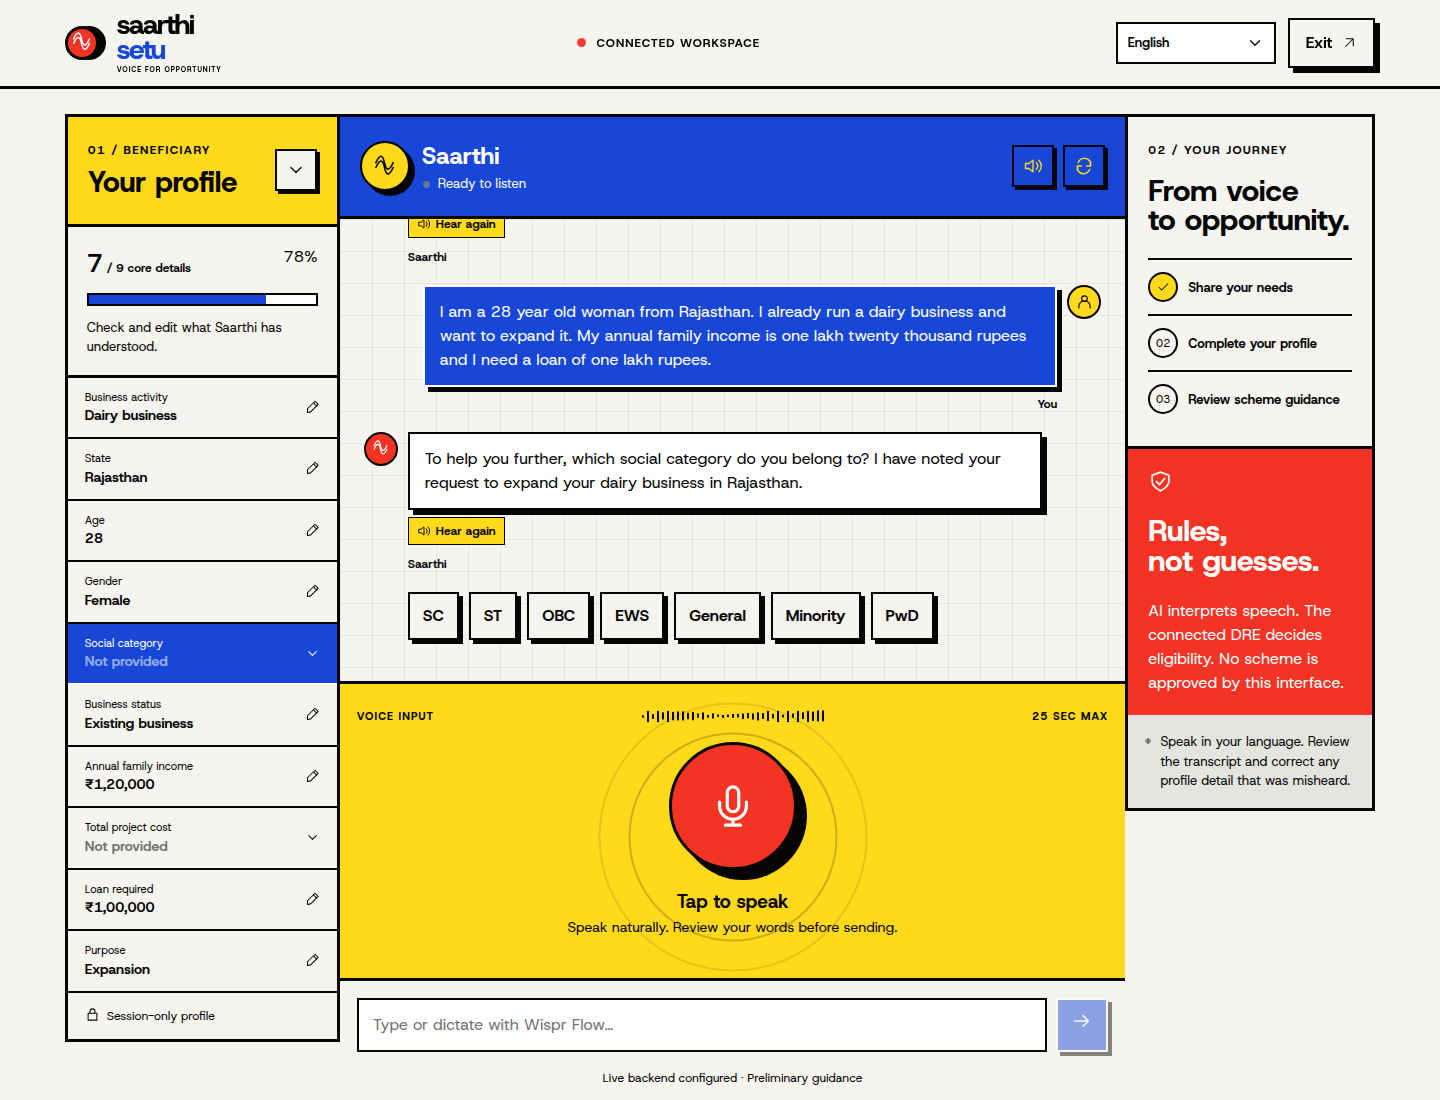 saarthi
setu
VOICE FOR OPPORTUNITY
CONNECTED WORKSPACE
English
Exit
01 / BENEFICIARY
Your profile
7 / 9 core details
78%
Check and edit what Saarthi has
understood.
Business activity
Dairy business
State
Rajasthan
Age
28
Gender
Female
Social category
Not provided
Business status
Existing business
Annual family income
₹1,20,000
Total project cost
Not provided
Loan required
₹1,00,000
Purpose
Expansion
Session-only profile
Saarthi
Ready to listen
Hear again
Saarthi
I am a 28 year old woman from Rajasthan. I already run a dairy business and
want to expand it. My annual family income is one lakh twenty thousand rupees
and I need a loan of one lakh rupees.
You
To help you further, which social category do you belong to? I have noted your
request to expand your dairy business in Rajasthan.
Hear again
Saarthi
SC ST OBC EWS General Minority PwD
VOICE INPUT
25 SEC MAX
Tap to speak
Speak naturally. Review your words before sending.
Type or dictate with Wispr Flow...
Live backend configured · Preliminary guidance
02 / YOUR JOURNEY
From voice
to opportunity.
Share your needs
02 Complete your profile
03 Review scheme guidance
Rules,
not guesses.
AI interprets speech. The
connected DRE decides
eligibility. No scheme is
approved by this interface.
Speak in your language. Review
the transcript and correct any
profile detail that was misheard.